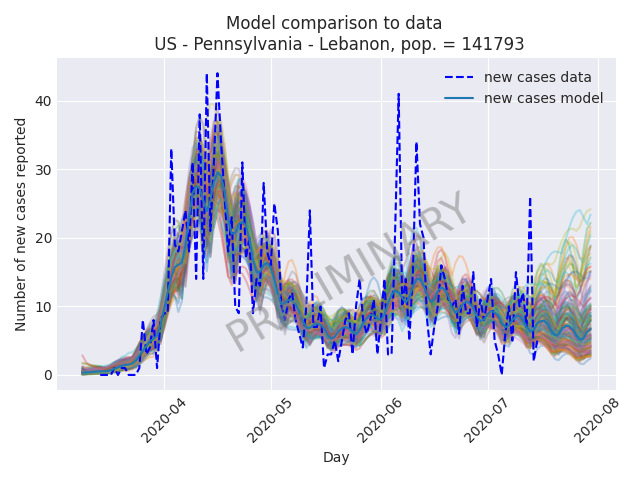 Model comparison to data
US - Pennsylvania - Lebanon, pop. = 141793
new cases data
new cases model
Number of new cases reported
40
30
20
10
0
PRELIMINARY
2020-04
2020-05
2020-06
2020-07
2020-08
Day